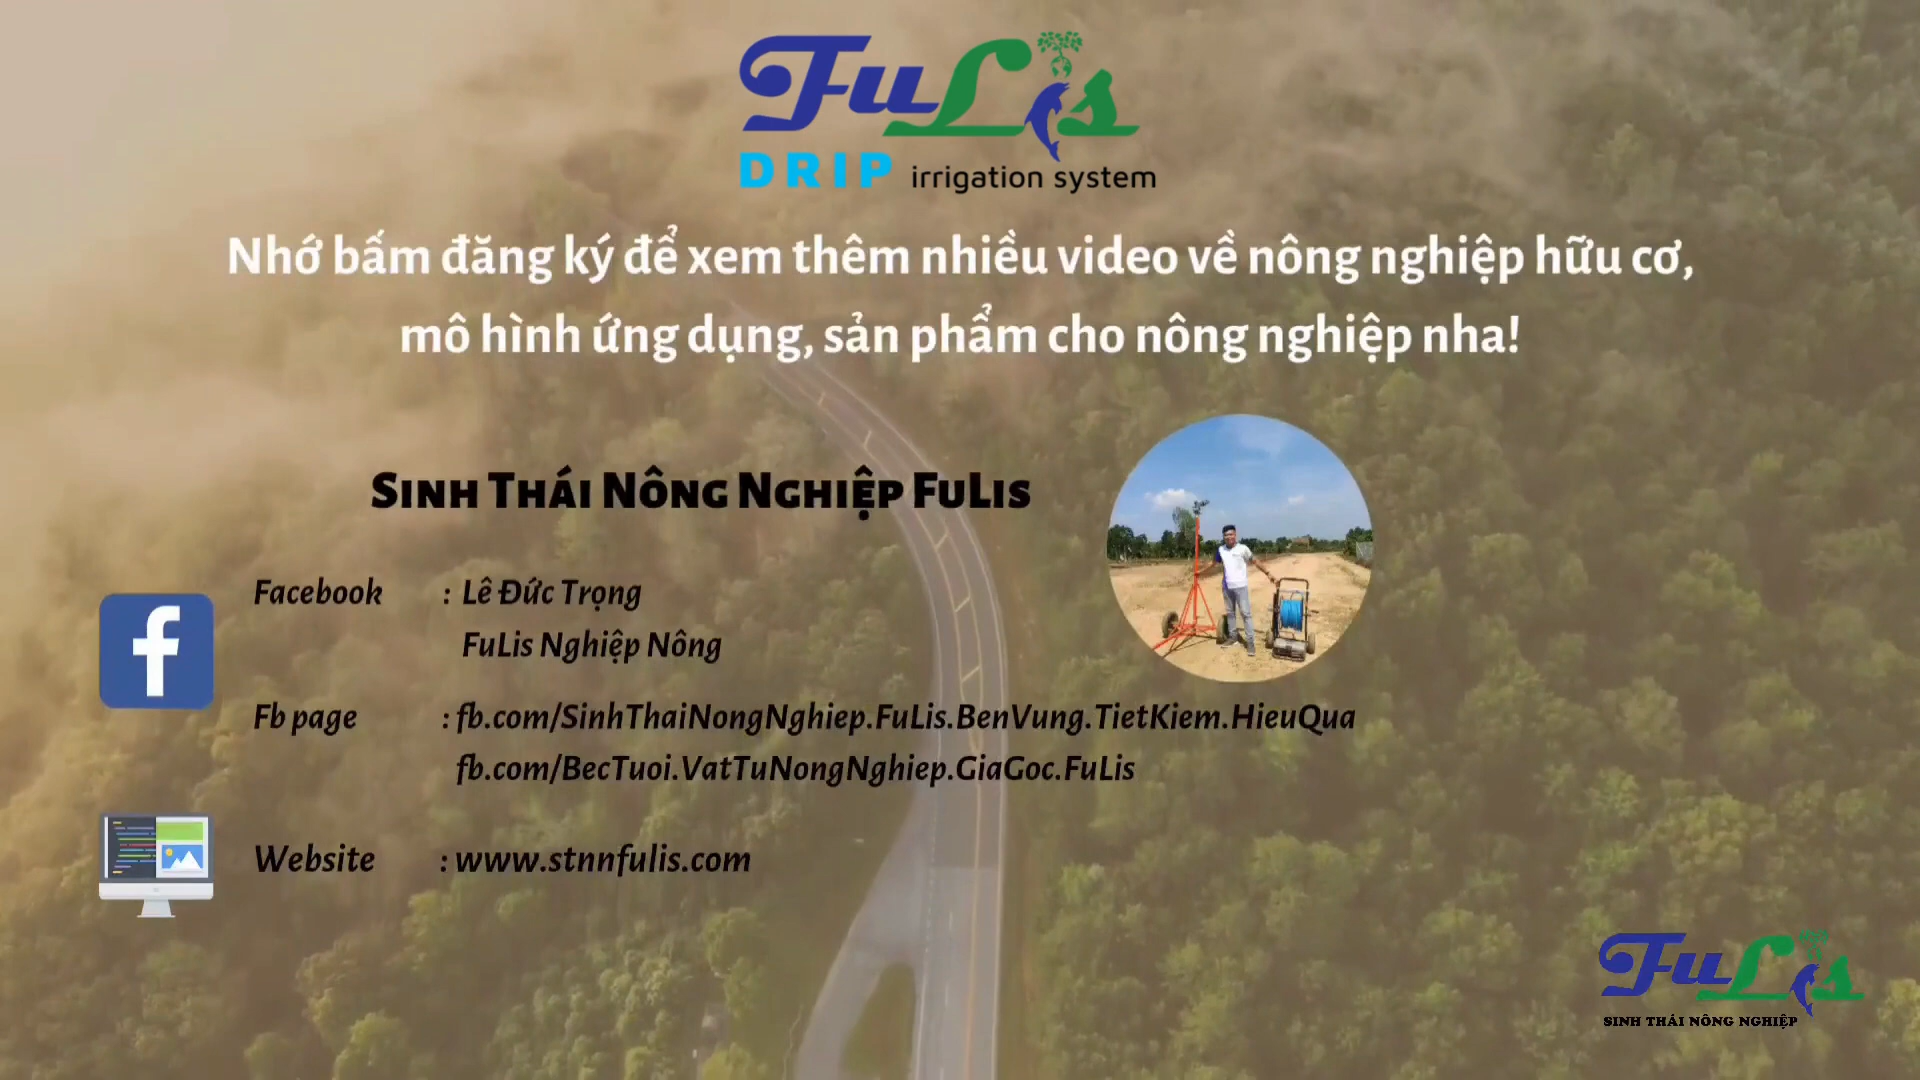 FuLis
DRIP irrigation system
Nhớ bấm đăng ký để xem thêm nhiều video về nông nghiệp hữu cơ,
mô hình ứng dụng, sản phẩm cho nông nghiệp nha!
Sinh Thái Nông Nghiệp FuLis
Facebook : Lê Đức Trọng
FuLis Nghiệp Nông
Fb page : fb.com/SinhThaiNongNghiep.FuLis.BenVung.TietKiem.HieuQua
fb.com/BecTuoi.VatTuNongNghiep.GiaGoc.FuLis
Website : www.stnnfulis.com
FuLis
SINH THÁI NÔNG NGHIỆP